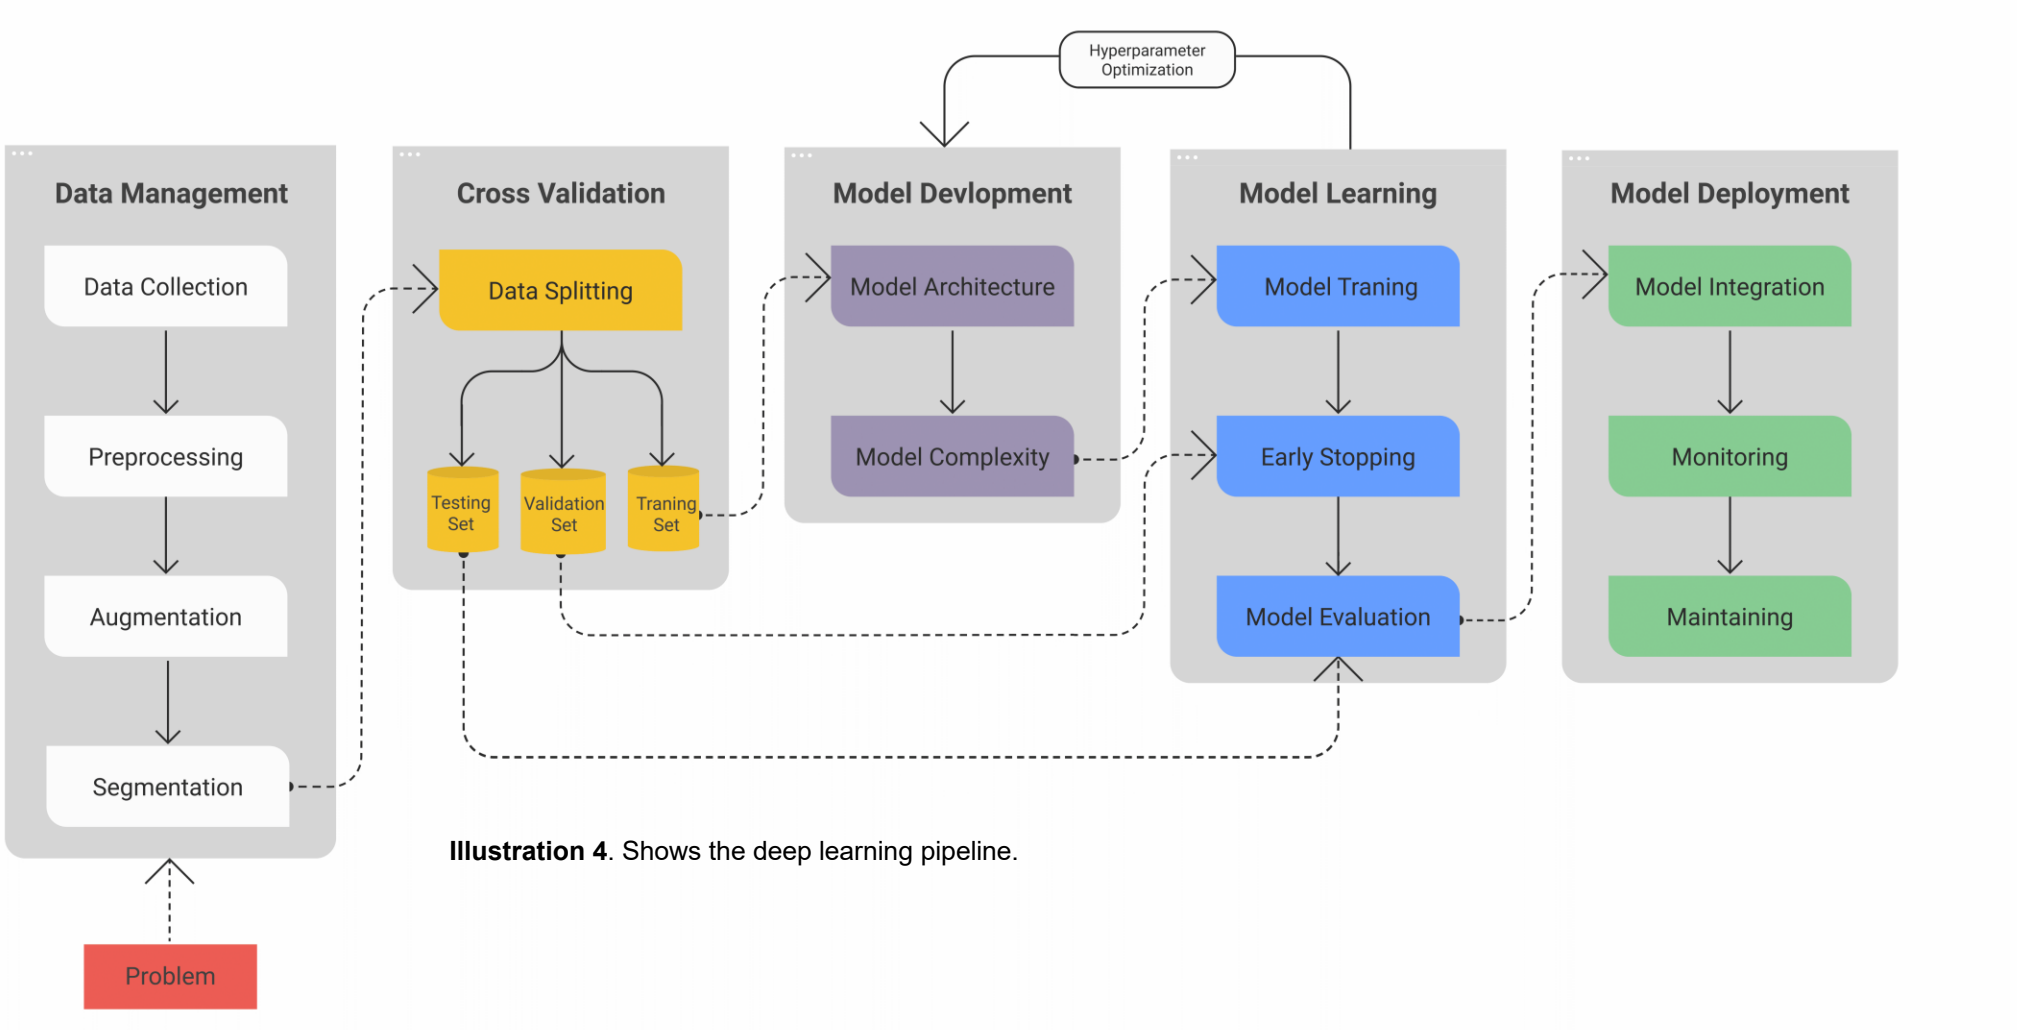 Hyperparameter
Optimization
Data Management
Data Collection
Preprocessing
Augmentation
Segmentation
Problem
Cross Validation
Data Splitting
Testing
Set
Validation
Set
Traning
Set
Model Devlopment
Model Architecture
Model Complexity
Model Learning
Model Traning
Early Stopping
Model Evaluation
Model Deployment
Model Integration
Monitoring
Maintaining
Illustration 4. Shows the deep learning pipeline.